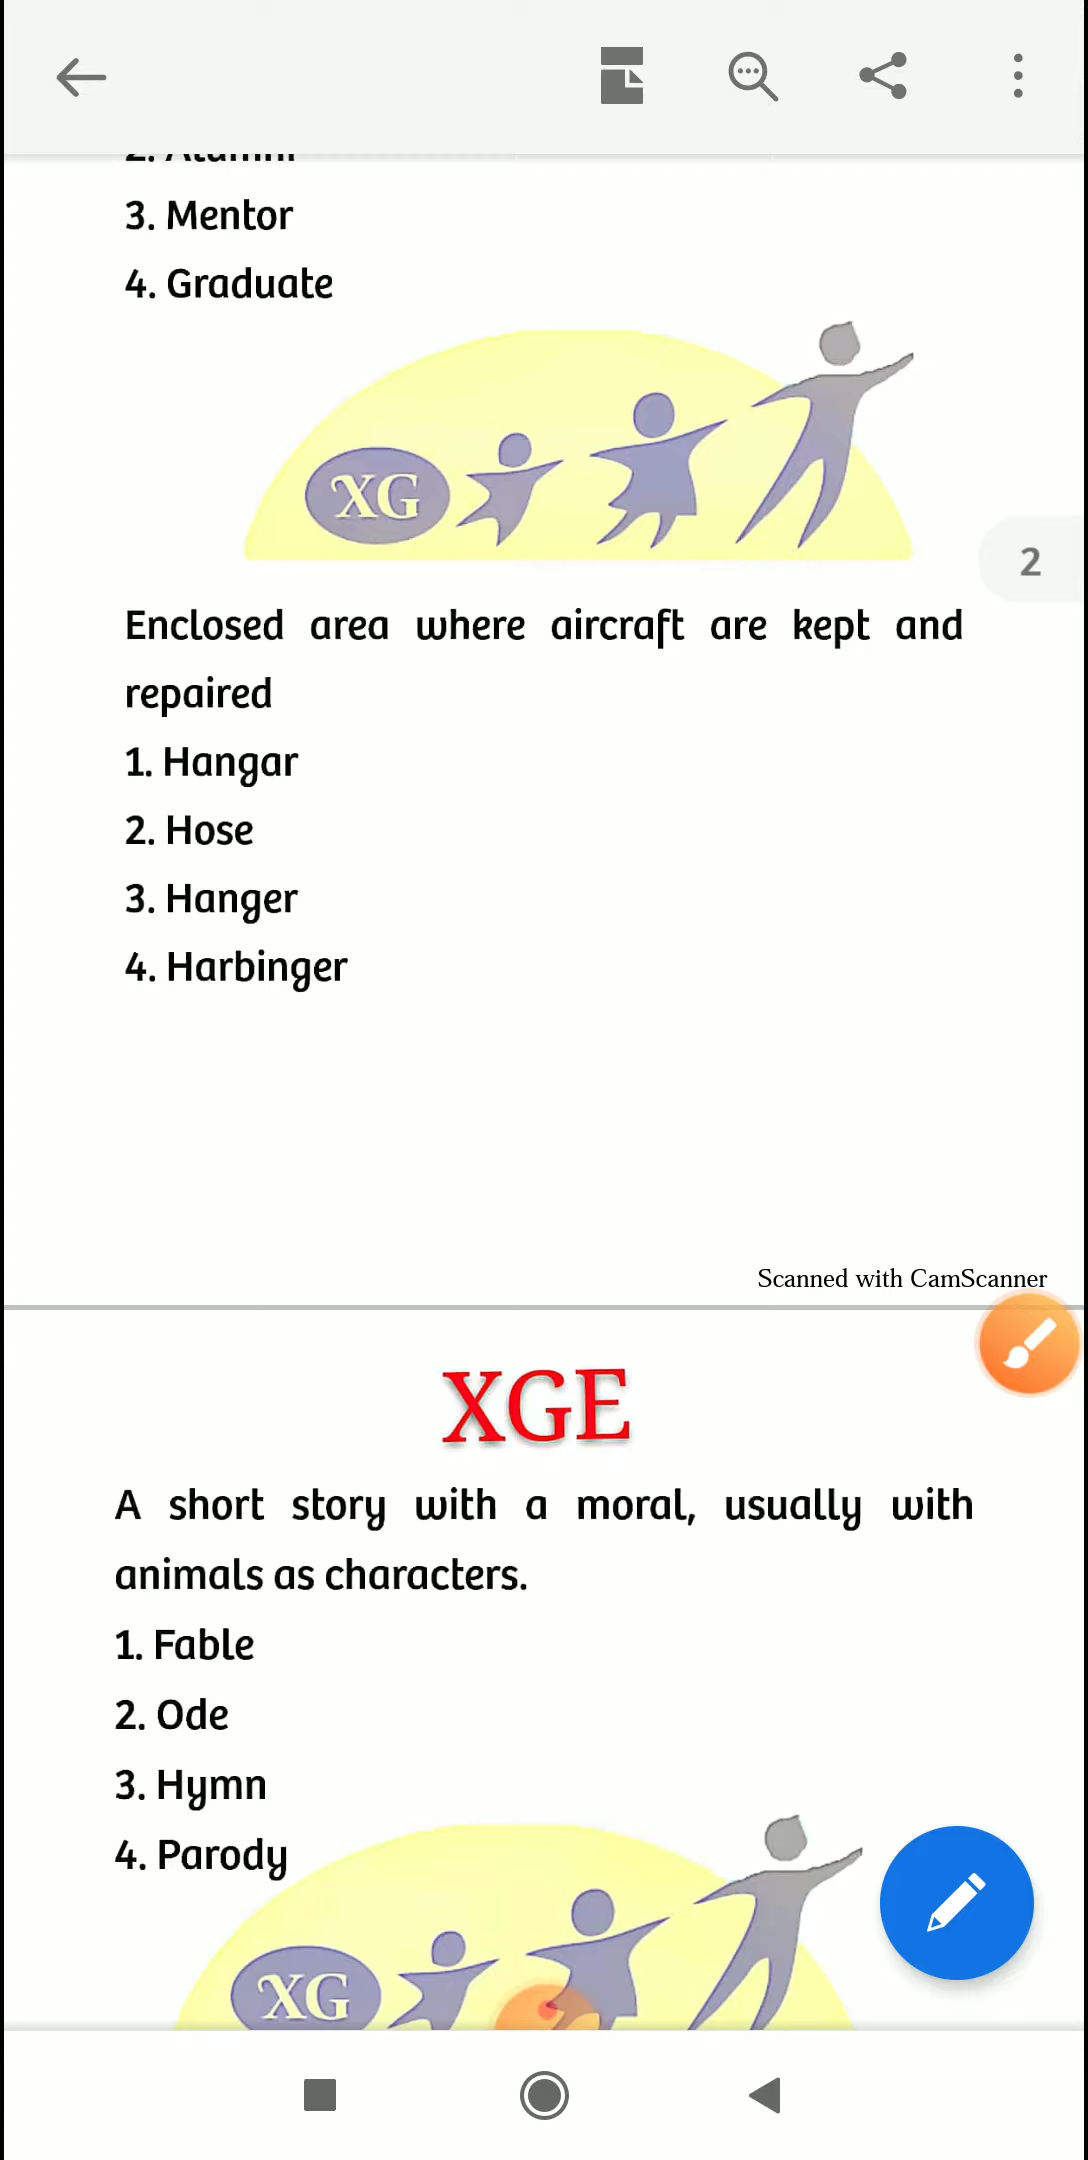 3. Mentor
4. Graduate
XG
2
Enclosed area where aircraft are kept and
repaired
1. Hangar
2. Hose
3. Hanger
4. Harbinger
Scanned with CamScanner
XGE
A short story with a moral, usually with
animals as characters.
1. Fable
2. Ode
3. Hymn
4. Parody
XG